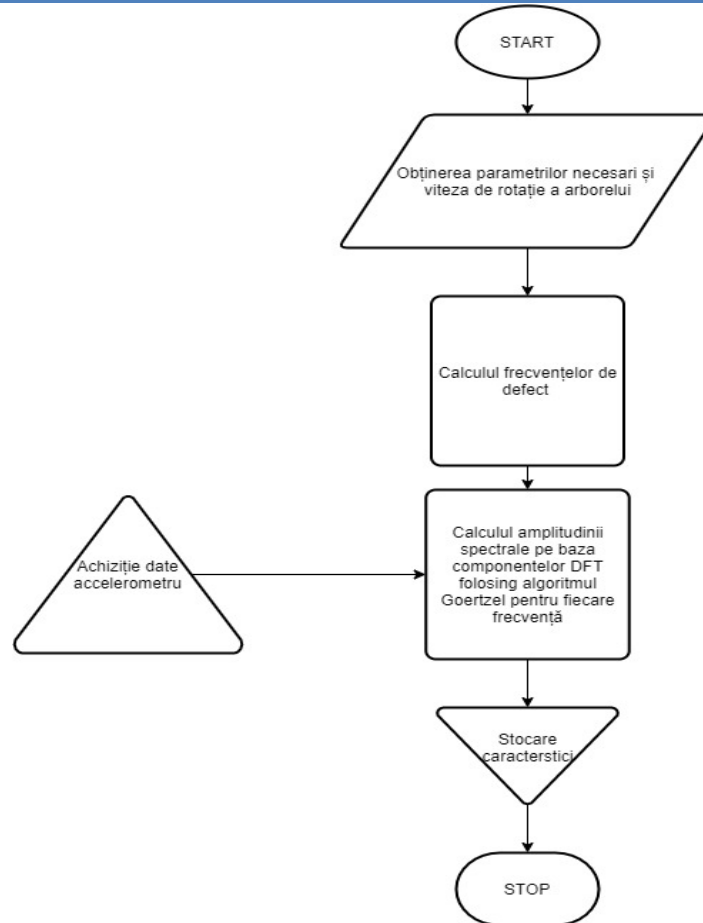 START
Obținerea parametrilor necesari și
viteza de rotație a arborelui
Calculul frecvențelor de
defect
Achiziție date
accelerometru
Calculul amplitudinii
spectrale pe baza
componentelor DFT
folosing algoritmul
Goertzel pentru fiecare
frecvență
Stocare
caracterstici
STOP